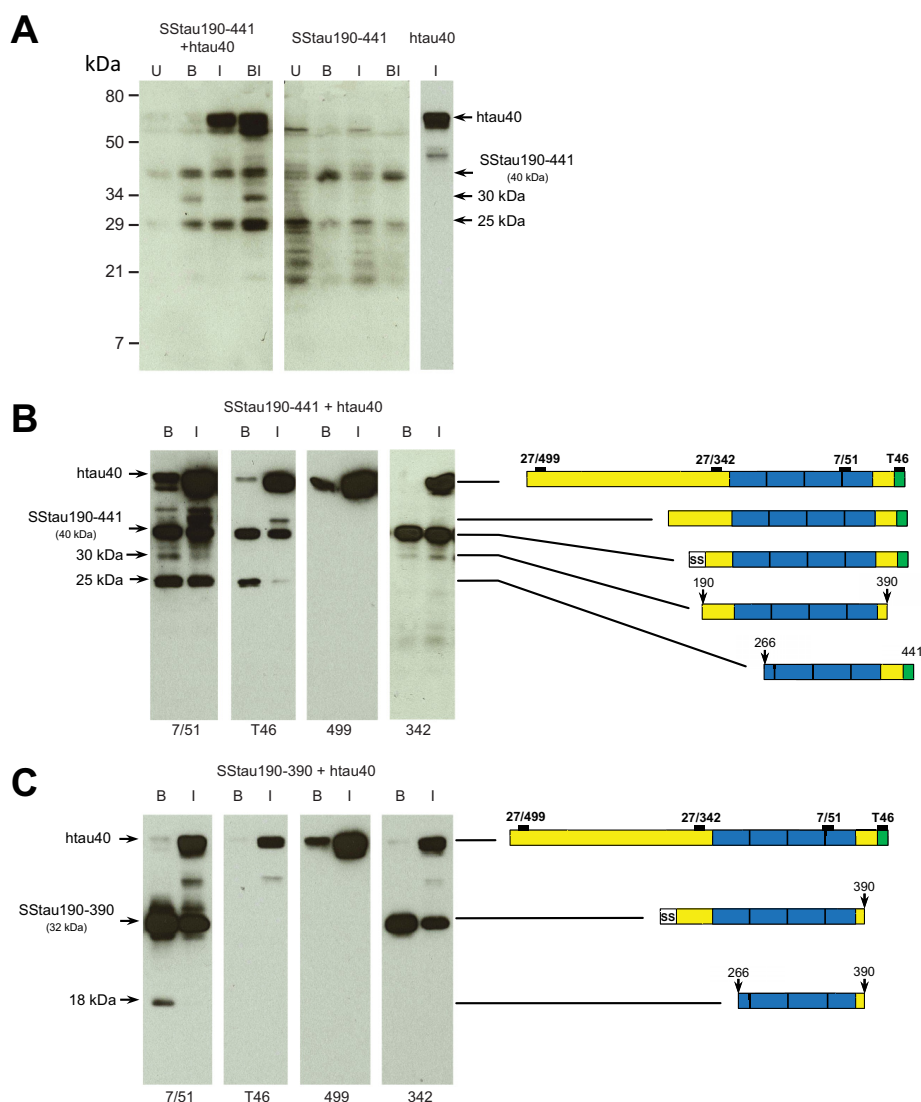 A
SStau190-441
+htau40
SStau190-441
htau40
kDa
U B I BI
U B I BI
I
80
50
34
29
21
7
htau40
SStau190-441
(40 kDa)
30 kDa
25 kDa
B
SStau190-441 + htau40
B I
B I
B I
B I
htau40
SStau190-441
(40 kDa)
30 kDa
25 kDa
7/51
T46
499
342
27/499
27/342
7/51
T46
SS
190
390
266
441
C
SStau190-390 + htau40
B I
B I
B I
B I
htau40
SStau190-390
(32 kDa)
18 kDa
7/51
T46
499
342
27/499
27/342
7/51
T46
SS
390
266
390